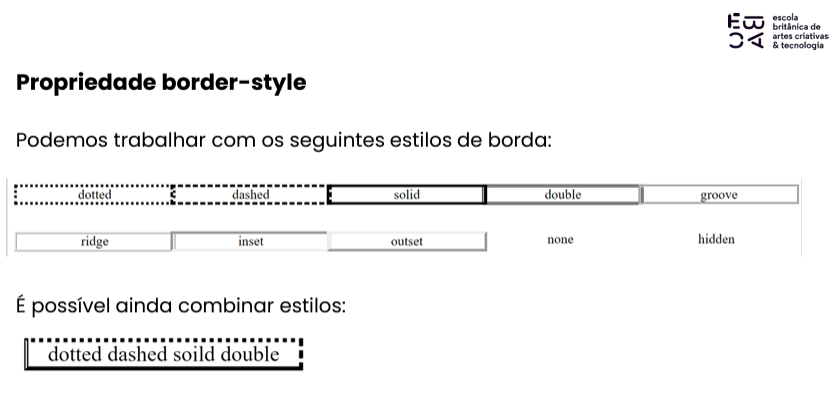 EBAC
escola
britânica de
artes criativas
& tecnologia
Propriedade border-style
Podemos trabalhar com os seguintes estilos de borda:
dotted dashed solid double groove
ridge inset outset none hidden
É possível ainda combinar estilos:
dotted dashed soild double